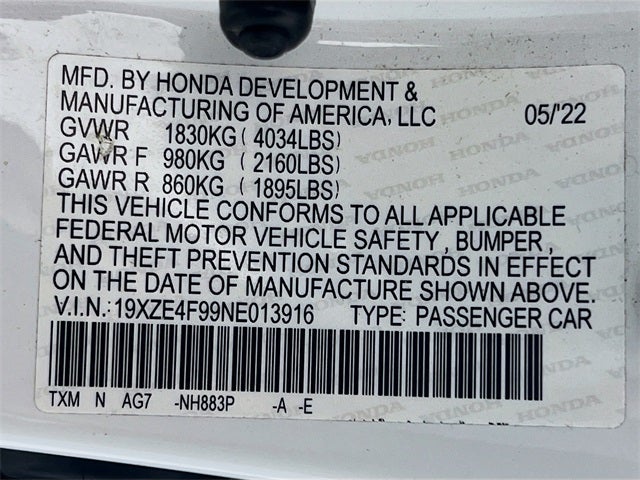 MFD. BY HONDA DEVELOPMENT &
MANUFACTURING OF AMERICA, LLC 05/22
GVWR 1830KG ( 4034LBS)
GAWR F 980KG ( 2160LBS)
GAWR R 860KG ( 1895LBS)
THIS VEHICLE CONFORMS TO ALL APPLICABLE
FEDERAL MOTOR VEHICLE SAFETY , BUMPER ,
AND THEFT PREVENTION STANDARDS IN EFFECT
ON THE DATE OF MANUFACTURE SHOWN ABOVE.
V.I.N.:19XZE4F99NE013916 TYPE: PASSENGER CAR
TXM N AG7 -NH883P -A -E